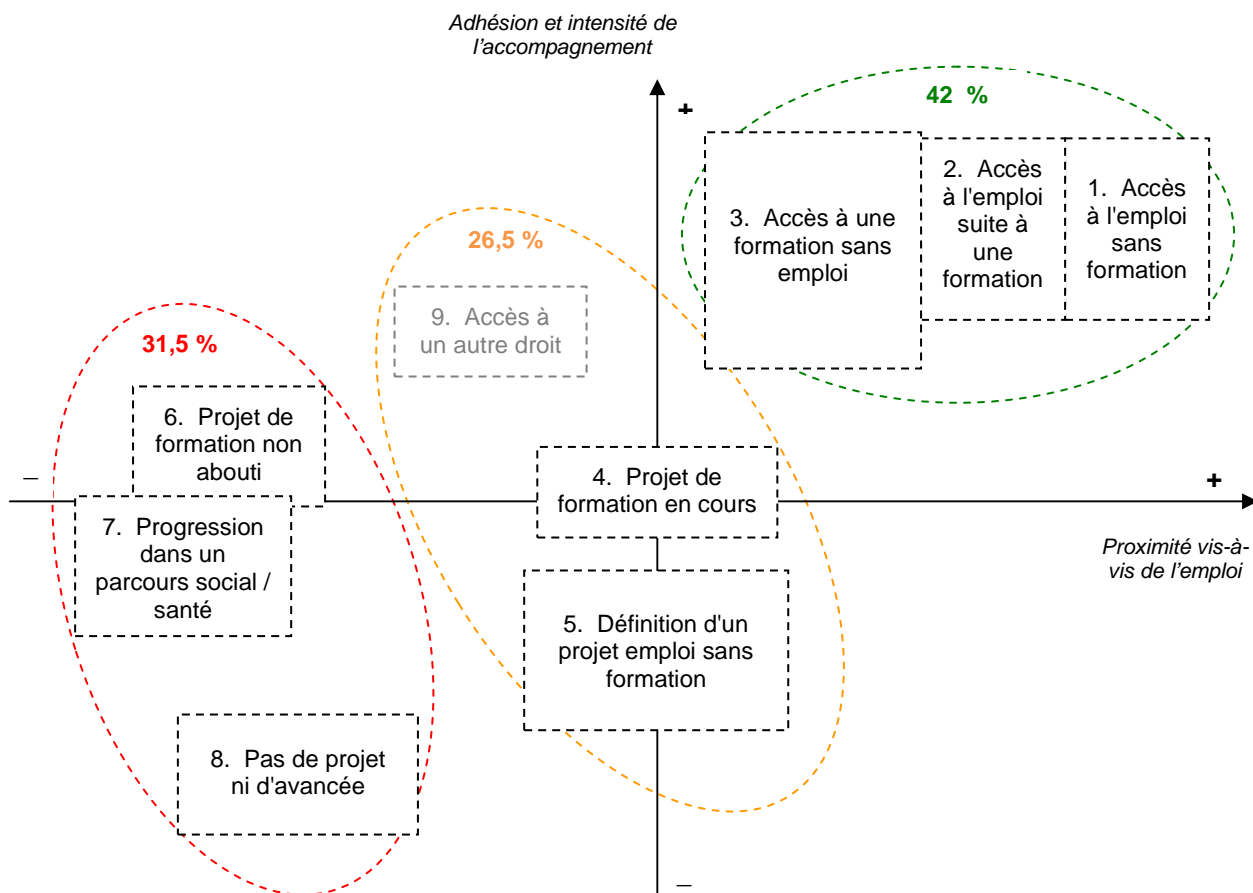 Adhésion et intensité de
l'accompagnement
42 %
+
3. Accès à une
formation sans
emploi
2. Accès
à l'emploi
suite à
une
formation
1. Accès
à l'emploi
sans
formation
26,5 %
9. Accès à
un autre droit
31,5 %
6. Projet de
formation non
abouti
4. Projet de
formation en cours
–
+
7. Progression
dans un
parcours social /
santé
Proximité vis-à-
vis de l'emploi
5. Définition d'un
projet emploi sans
formation
8. Pas de projet
ni d'avancée
–